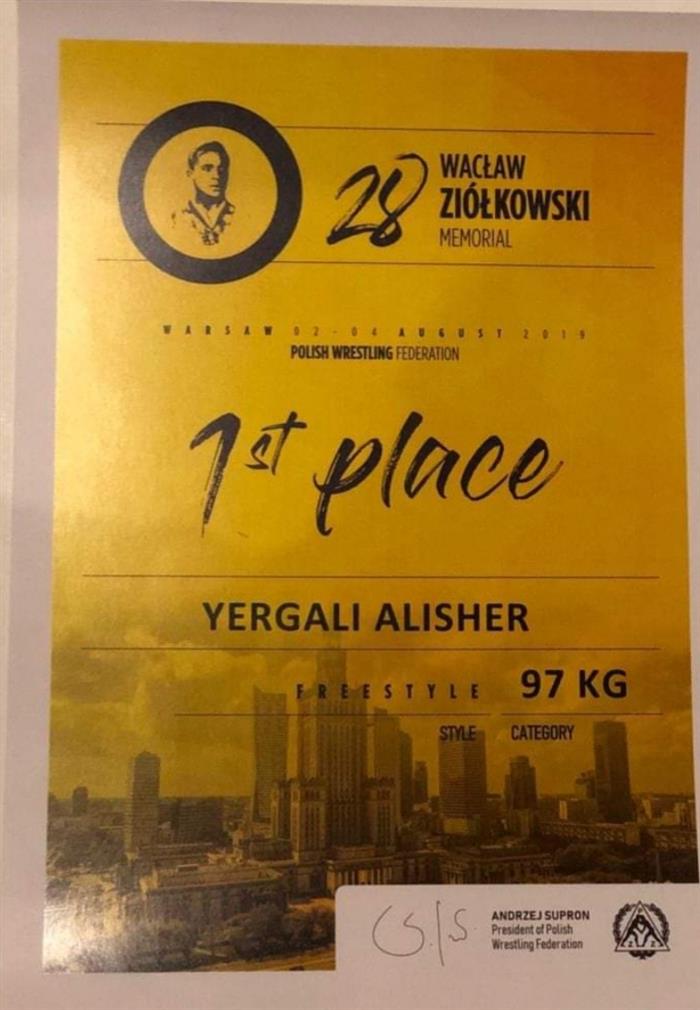 28
WACŁAW
ZIÓŁKOWSKI
MEMORIAL
WARSAW 02-04 AUGUST 2019
POLISH WRESTLING FEDERATION
1st place
YERGALI ALISHER
FREESTYLE 97 KG
STYLE CATEGORY
ANDRZEJ SUPRON
President of Polish
Wrestling Federation